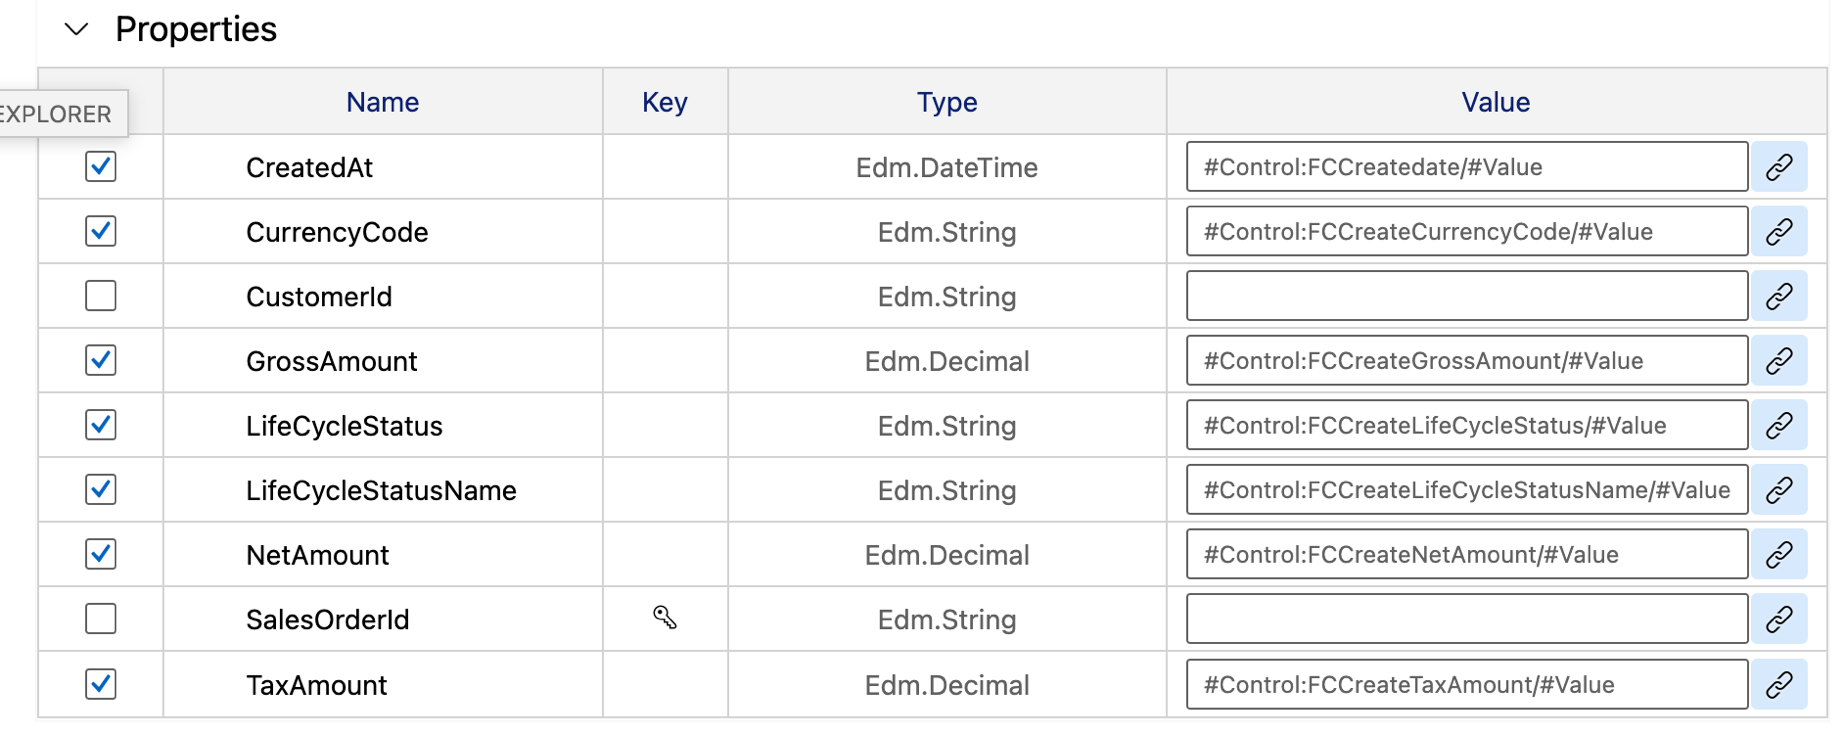 Properties
Name Key Type Value
EXPLORER
CreatedAt Edm.DateTime #Control:FCCreatedate/#Value
CurrencyCode Edm.String #Control:FCCreateCurrencyCode/#Value
CustomerId Edm.String
GrossAmount Edm.Decimal #Control:FCCreateGrossAmount/#Value
LifeCycleStatus Edm.String #Control:FCCreateLifeCycleStatus/#Value
LifeCycleStatusName Edm.String #Control:FCCreateLifeCycleStatusName/#Value
NetAmount Edm.Decimal #Control:FCCreateNetAmount/#Value
SalesOrderId Edm.String
TaxAmount Edm.Decimal #Control:FCCreateTaxAmount/#Value